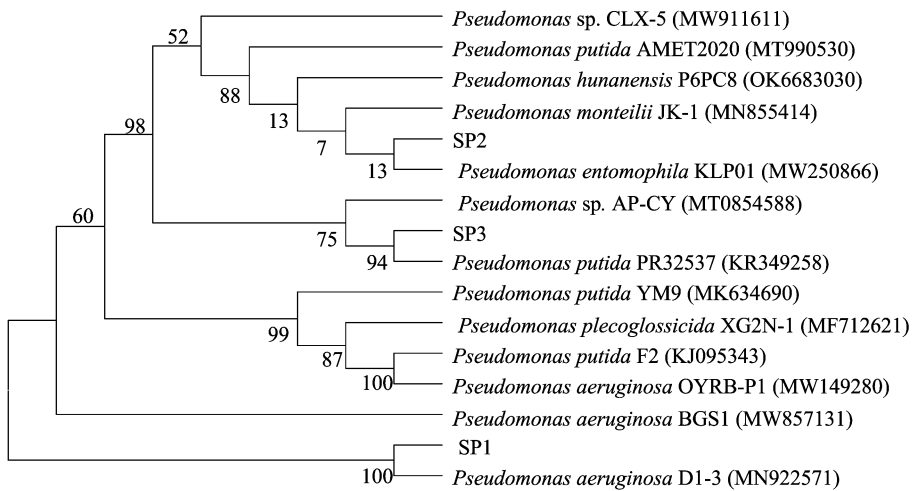 Pseudomonas sp. CLX-5 (MW911611)
52
Pseudomonas putida AMET2020 (MT990530)
Pseudomonas hunanensis P6PC8 (OK6683030)
88
Pseudomonas monteilii JK-1 (MN855414)
13
98
SP2
7
Pseudomonas entomophila KLP01 (MW250866)
13
Pseudomonas sp. AP-CY (MT0854588)
60
SP3
75
Pseudomonas putida PR32537 (KR349258)
94
Pseudomonas putida YM9 (MK634690)
Pseudomonas plecoglossicida XG2N-1 (MF712621)
99
Pseudomonas putida F2 (KJ095343)
87
100
Pseudomonas aeruginosa OYRB-P1 (MW149280)
Pseudomonas aeruginosa BGS1 (MW857131)
SP1
100
Pseudomonas aeruginosa D1-3 (MN922571)